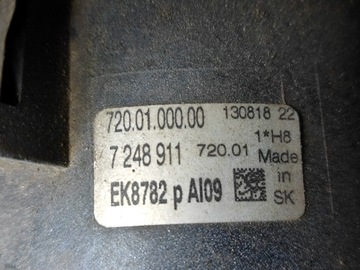 720.01.000.00 130818 22
1*H8
7 248 911 720.01 Made
in
EK8782 p AI09 SK